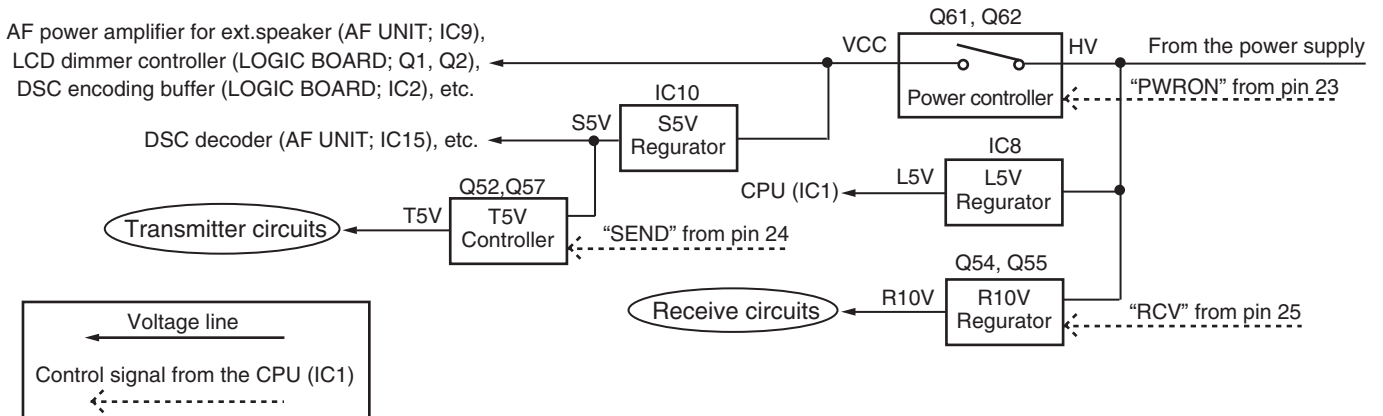 Q61, Q62
AF power amplifier for ext.speaker (AF UNIT; IC9),
LCD dimmer controller (LOGIC BOARD; Q1, Q2),
DSC encoding buffer (LOGIC BOARD; IC2), etc.
VCC
HV
From the power supply
Power controller
“PWRON” from pin 23
IC10
S5V
S5V
Regurator
DSC decoder (AF UNIT; IC15), etc.
IC8
L5V
L5V
Regurator
CPU (IC1)
Q52,Q57
T5V
T5V
Controller
Transmitter circuits
“SEND” from pin 24
Q54, Q55
R10V
R10V
Regurator
Receive circuits
“RCV” from pin 25
Voltage line
Control signal from the CPU (IC1)